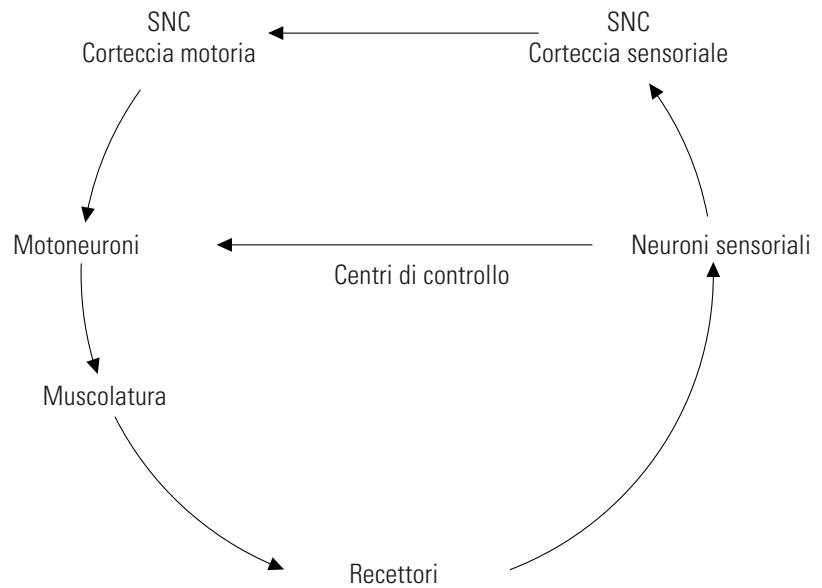 SNC
Corteccia motoria
SNC
Corteccia sensoriale
Motoneuroni
Centri di controllo
Neuroni sensoriali
Muscolatura
Recettori